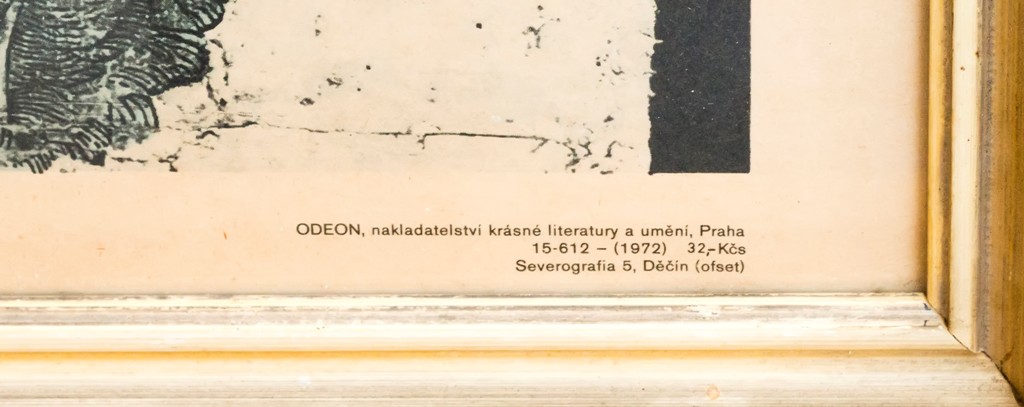 ODEON, nakladatelství krásné literatury a umění, Praha
15-612 – (1972) 32,-Kčs
Severografia 5, Děčín (ofset)